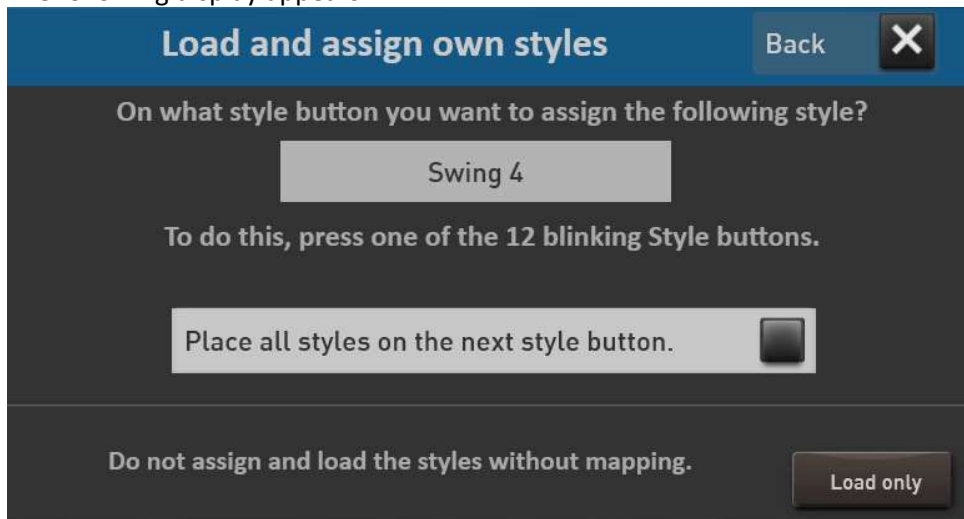 Load and assign own styles
Back
On what style button you want to assign the following style?
Swing 4
To do this, press one of the 12 blinking Style buttons.
Place all styles on the next style button.
Do not assign and load the styles without mapping.
Load only